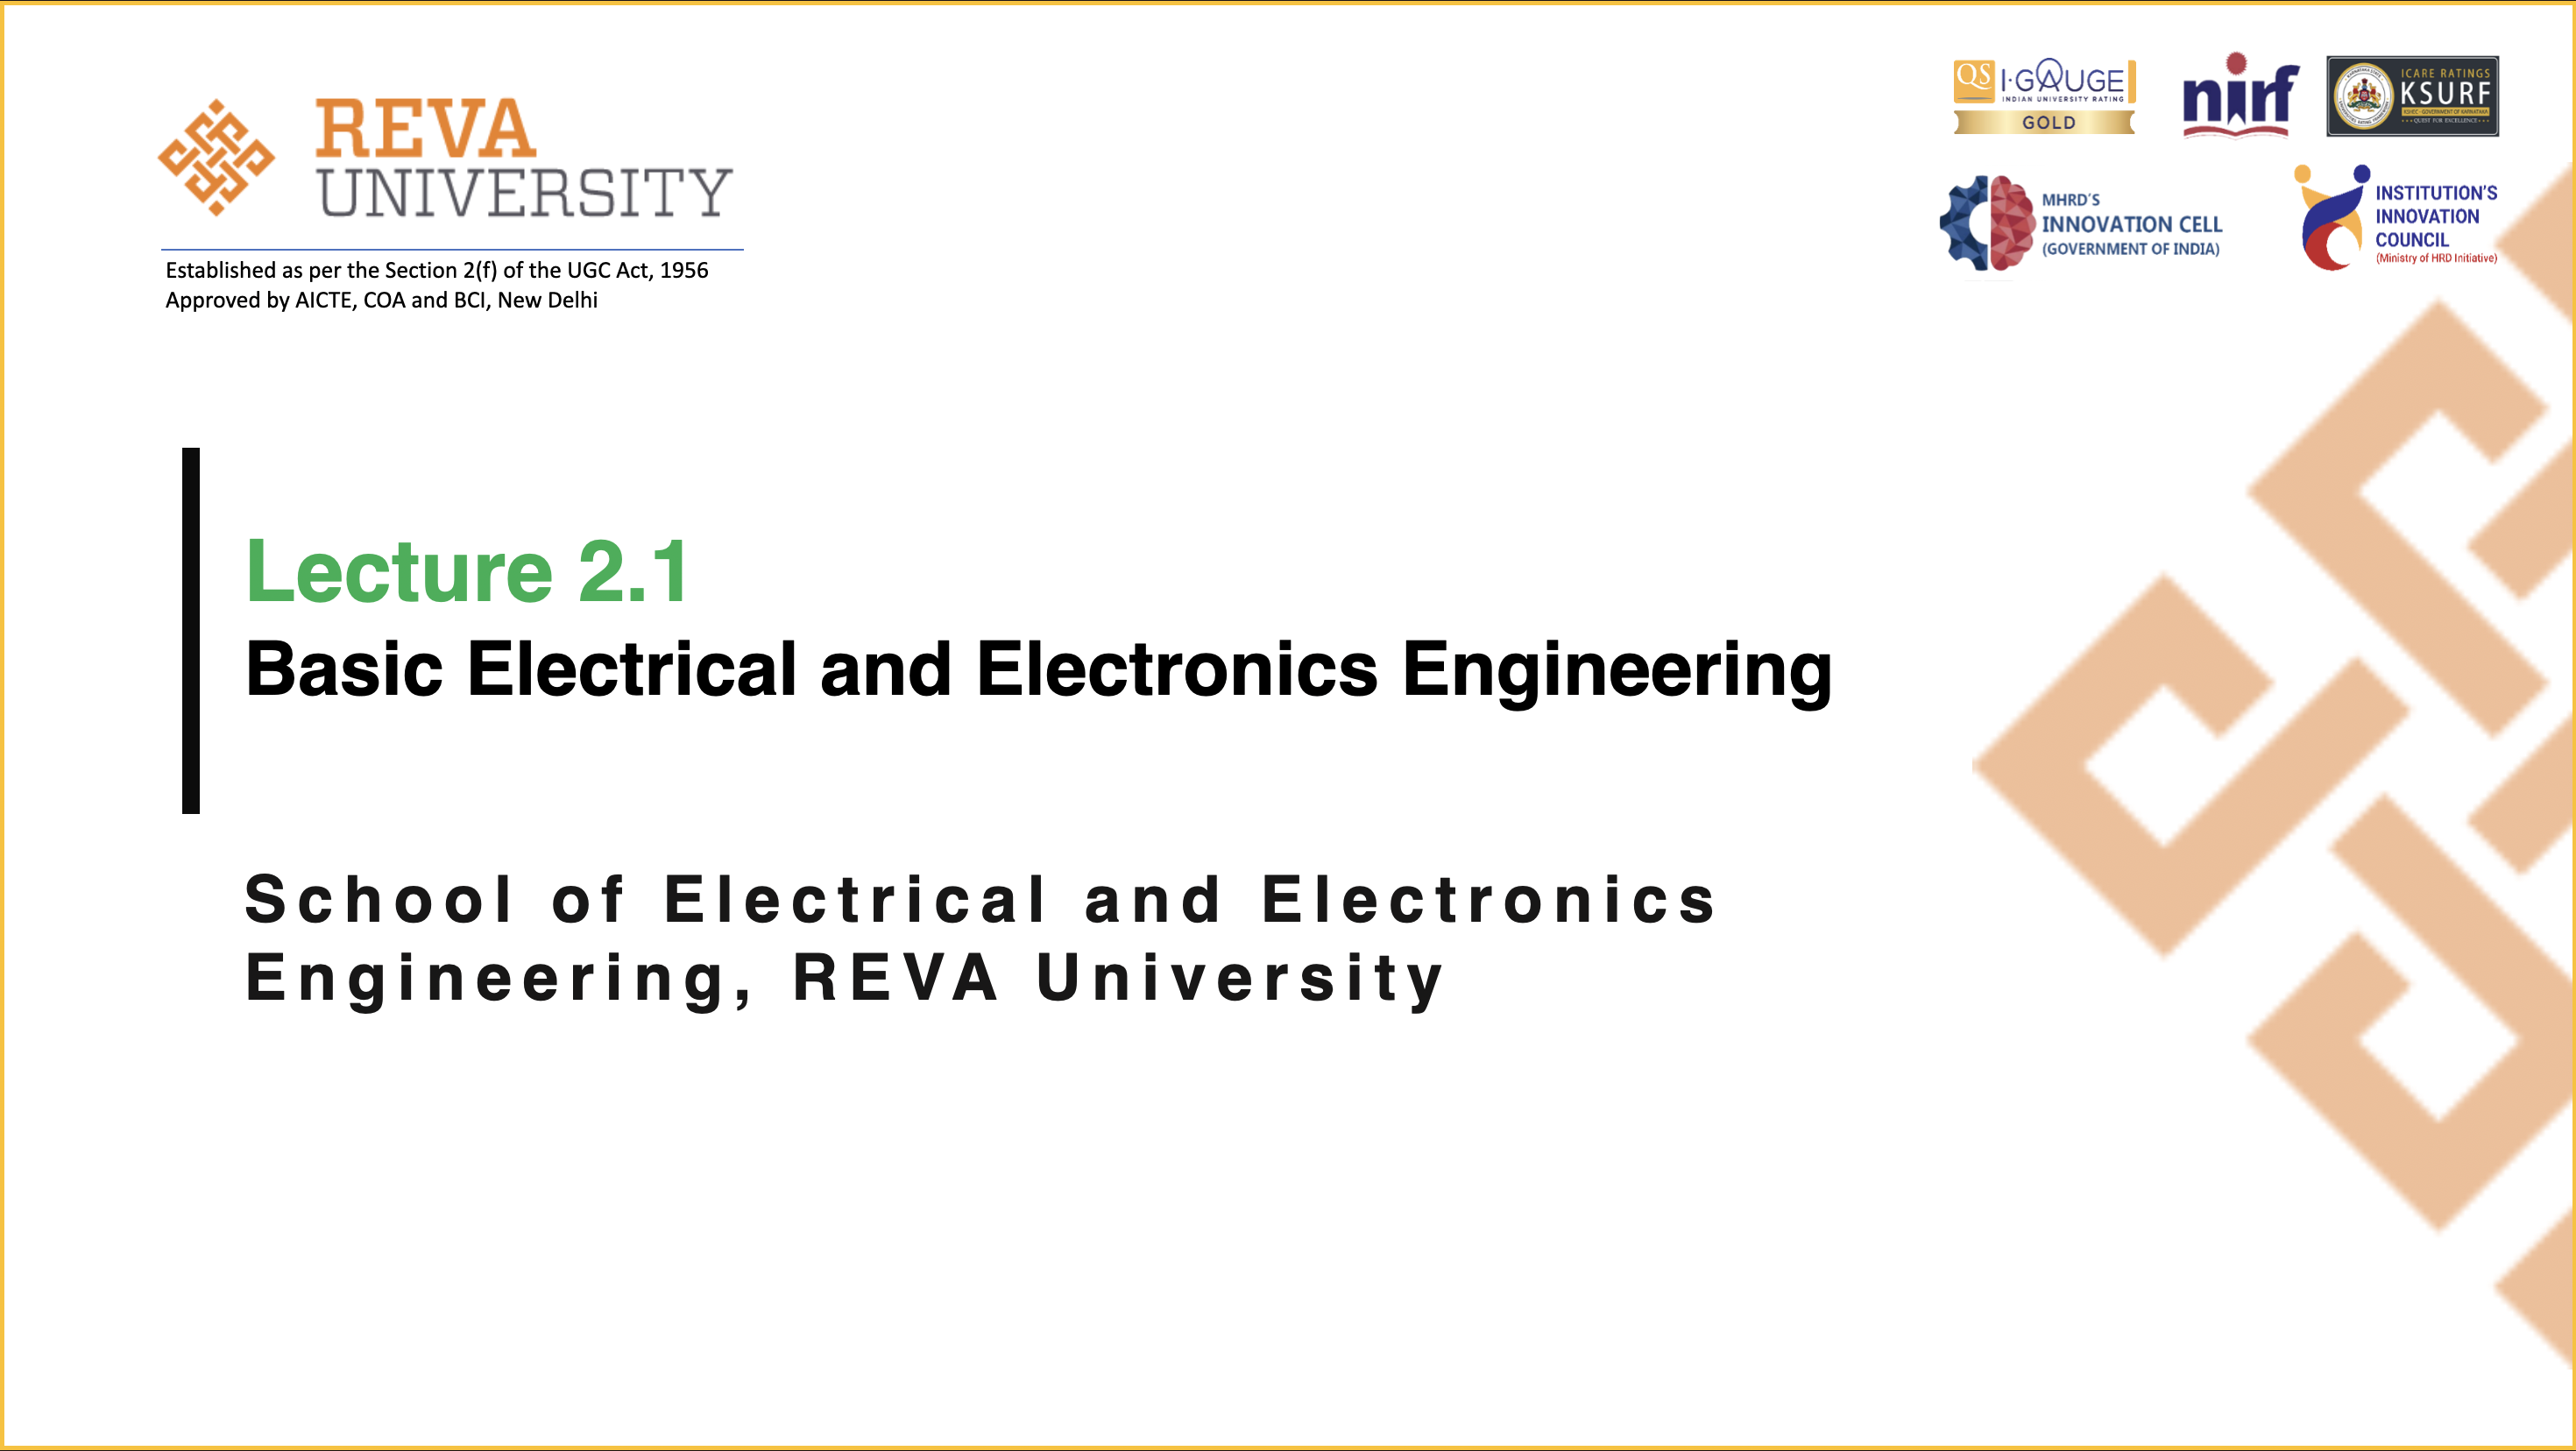 REVA
UNIVERSITY
Established as per the Section 2(f) of the UGC Act, 1956
Approved by AICTE, COA and BCI, New Delhi
QS I·GAUGE
INDIAN UNIVERSITY RATING
GOLD
nirf
ICARE RATINGS
KSURF
QUEST FOR EXCELLENCE
MHRD'S
INNOVATION CELL
(GOVERNMENT OF INDIA)
INSTITUTION'S
INNOVATION
COUNCIL
(Ministry of HRD Initiative)
Lecture 2.1
Basic Electrical and Electronics Engineering
School of Electrical and Electronics
Engineering, REVA University